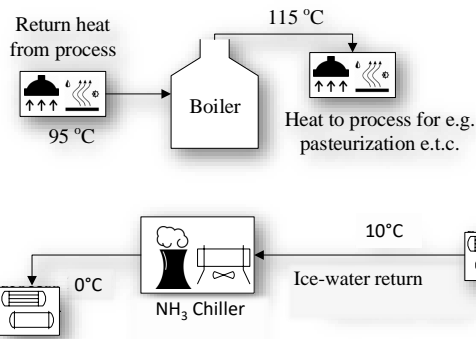 Return heat
from process
95 °C
Boiler
115 °C
Heat to process for e.g.
pasteurization e.t.c.
10°C
Ice-water return
NH₃ Chiller
0°C